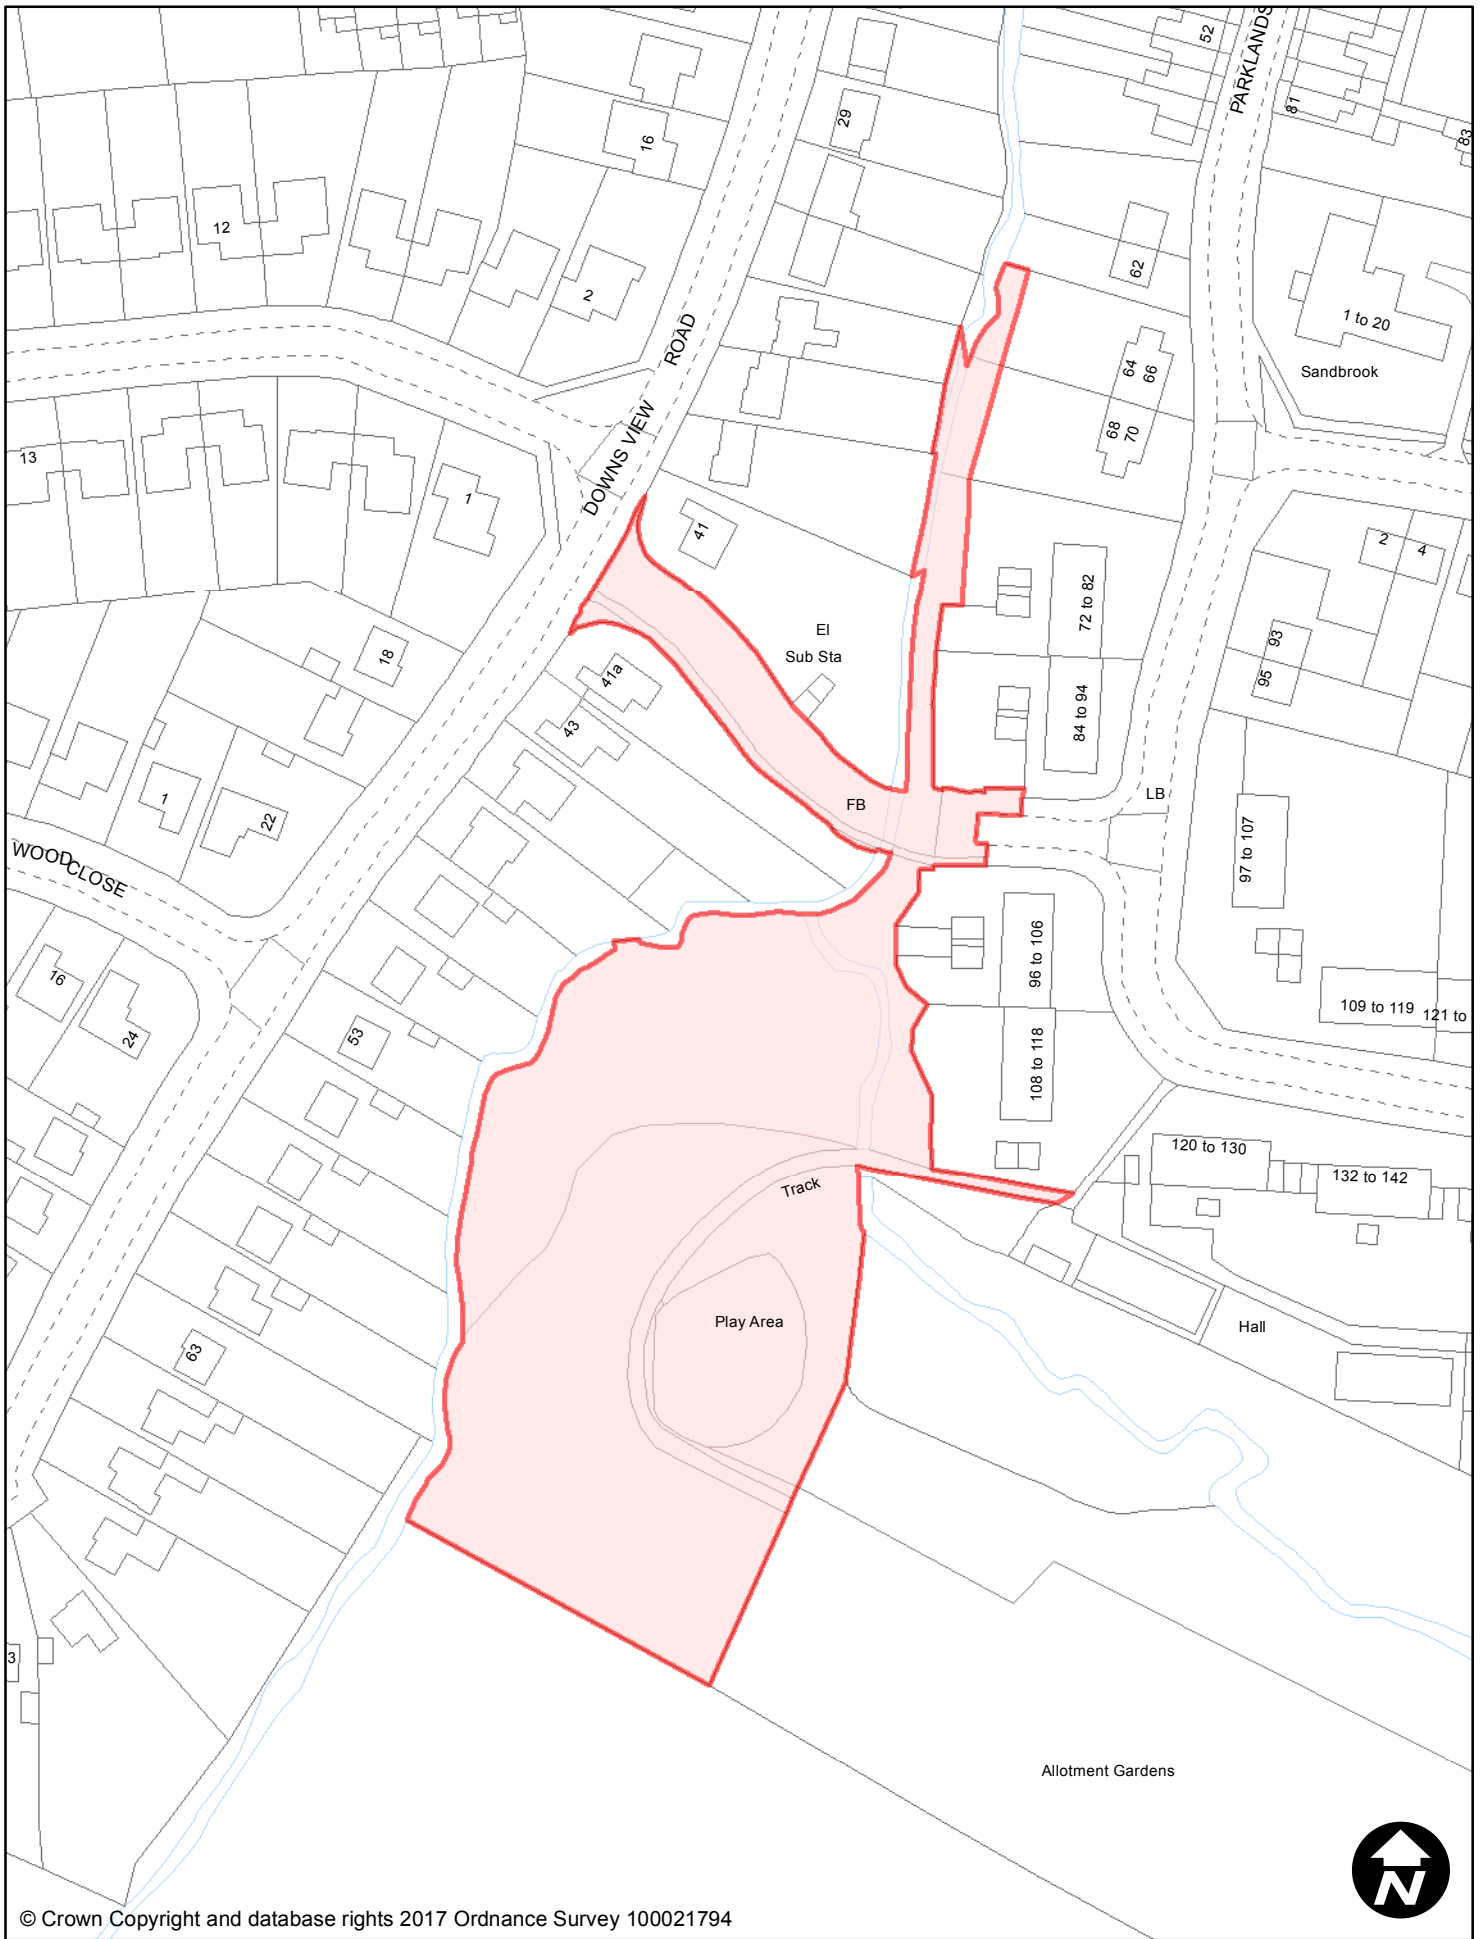 52
PARKLANDS
81
83
29
16
12
62
2
1 to 20
ROAD
64
66
Sandbrook
DOWNS VIEW
68
70
13
1
41
2
4
72 to 82
El
Sub Sta
93
18
41a
95
84 to 94
43
1
22
FB
LB
97 to 107
WOOD CLOSE
16
96 to 106
24
53
109 to 119
121 to
108 to 118
120 to 130
132 to 142
Track
Play Area
Hall
63
3
Allotment Gardens
N
© Crown Copyright and database rights 2017 Ordnance Survey 100021794